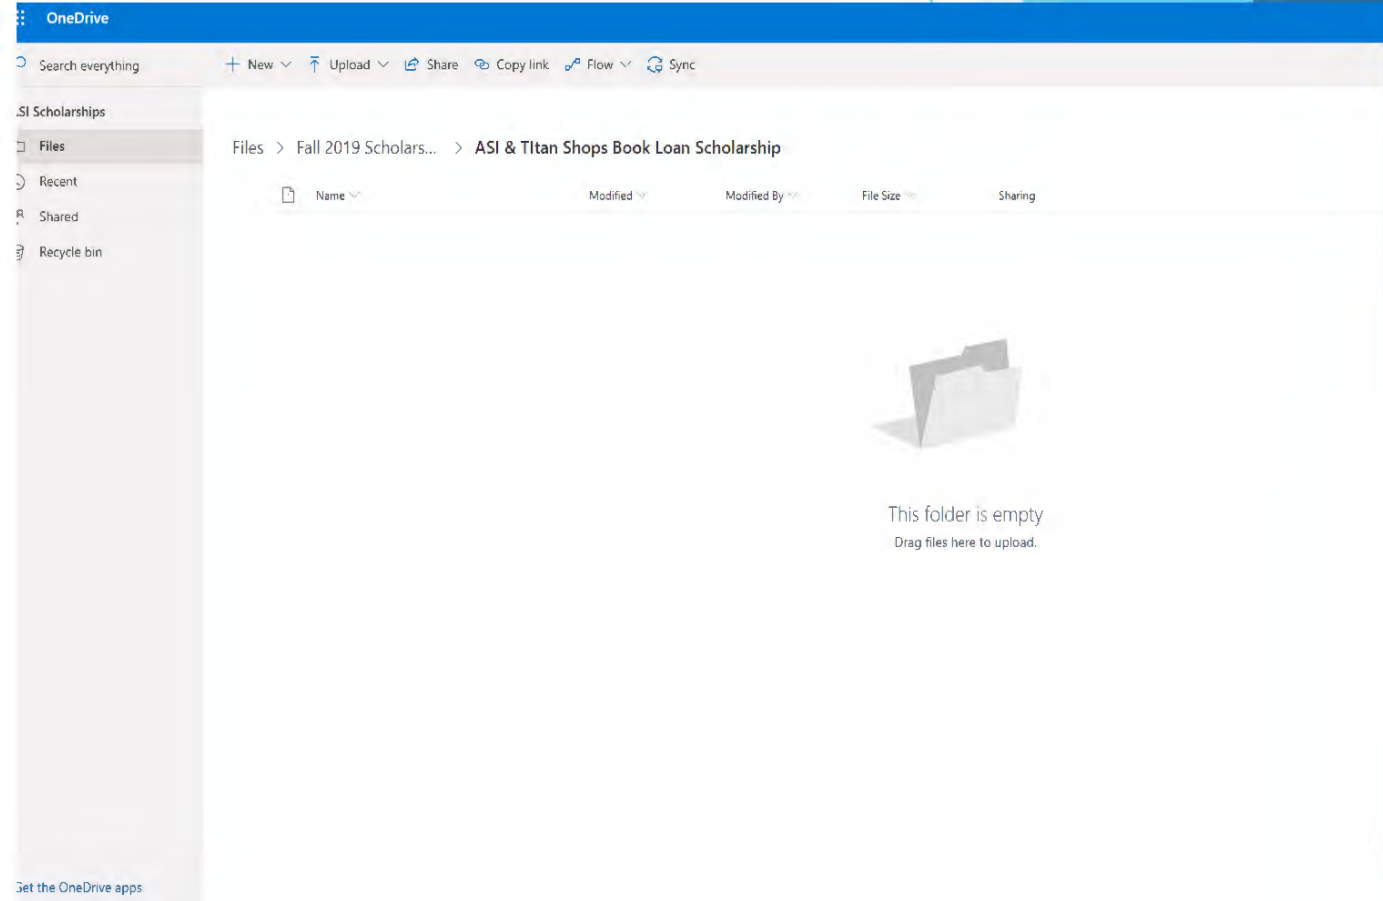 OneDrive
Search everything
New Upload Share Copy link Flow Sync
SI Scholarships
Files
Recent
Shared
Recycle bin
Files > Fall 2019 Scholars... > ASI & TItan Shops Book Loan Scholarship
Name Modified Modified By File Size Sharing
This folder is empty
Drag files here to upload.
Get the OneDrive apps